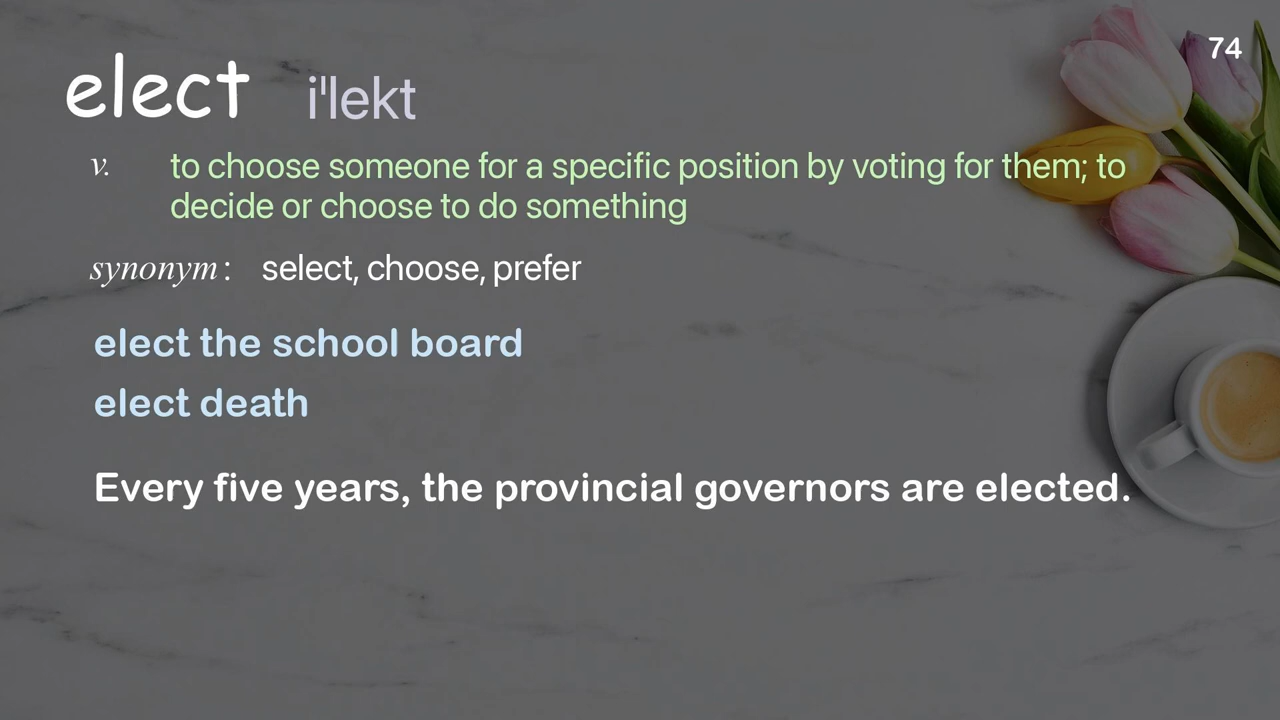 74
elect i'lekt
v. to choose someone for a specific position by voting for them; to
decide or choose to do something
synonym : select, choose, prefer
elect the school board
elect death
Every five years, the provincial governors are elected.